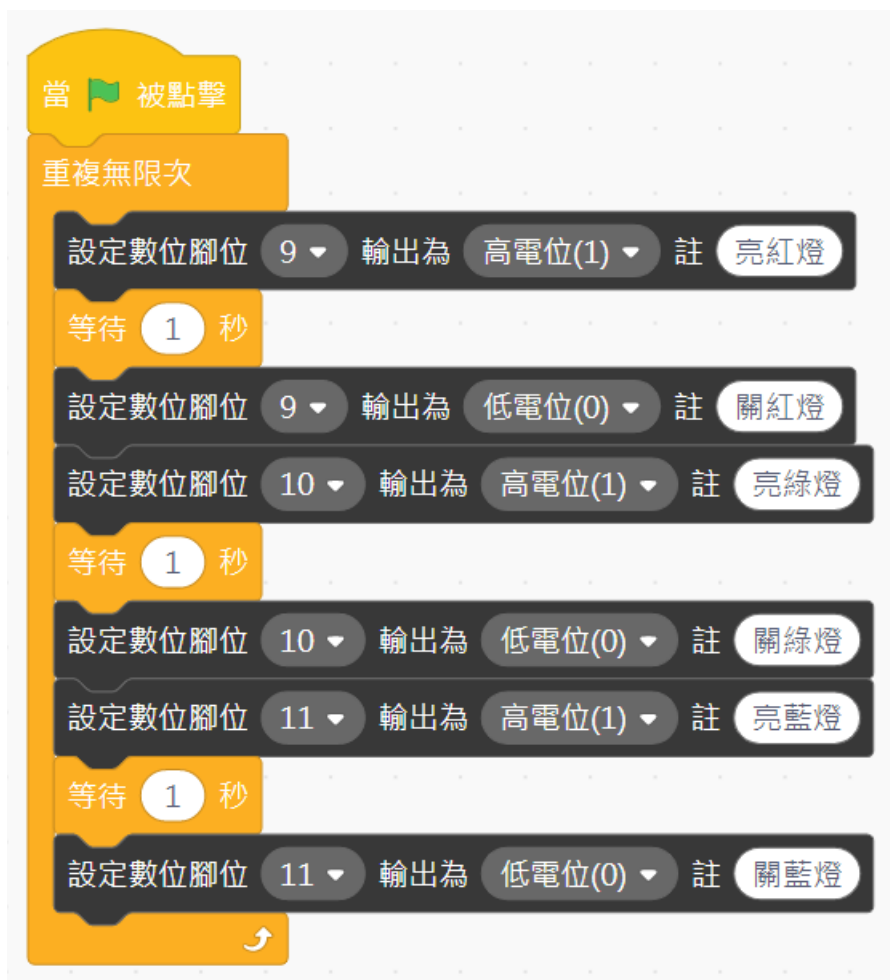 當 被點擊
重複無限次
設定數位腳位 9 輸出為 高電位(1) 註 亮紅燈
等待 1 秒
設定數位腳位 9 輸出為 低電位(0) 註 關紅燈
設定數位腳位 10 輸出為 高電位(1) 註 亮綠燈
等待 1 秒
設定數位腳位 10 輸出為 低電位(0) 註 關綠燈
設定數位腳位 11 輸出為 高電位(1) 註 亮藍燈
等待 1 秒
設定數位腳位 11 輸出為 低電位(0) 註 關藍燈